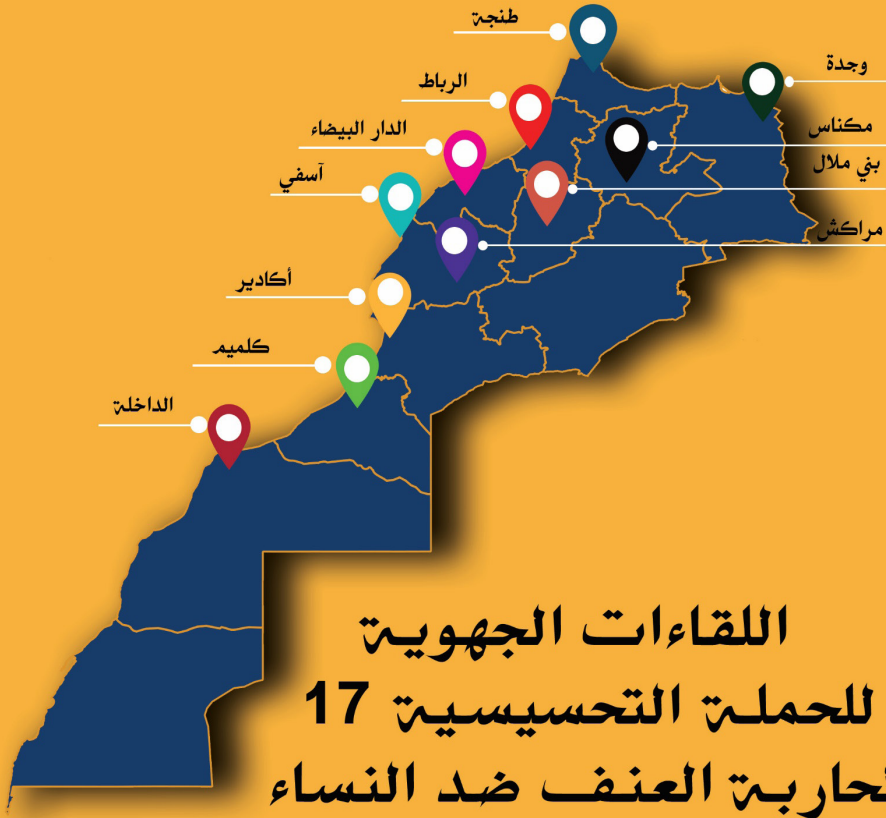 طنجة
وجدة
الرباط
مكناس
الدار البيضاء
بني ملال
آسفي
مراكش
أكادير
كلميم
الداخلة
اللقاءات الجهوية
للحملة التحسيسية 17
العنف ضد النساء